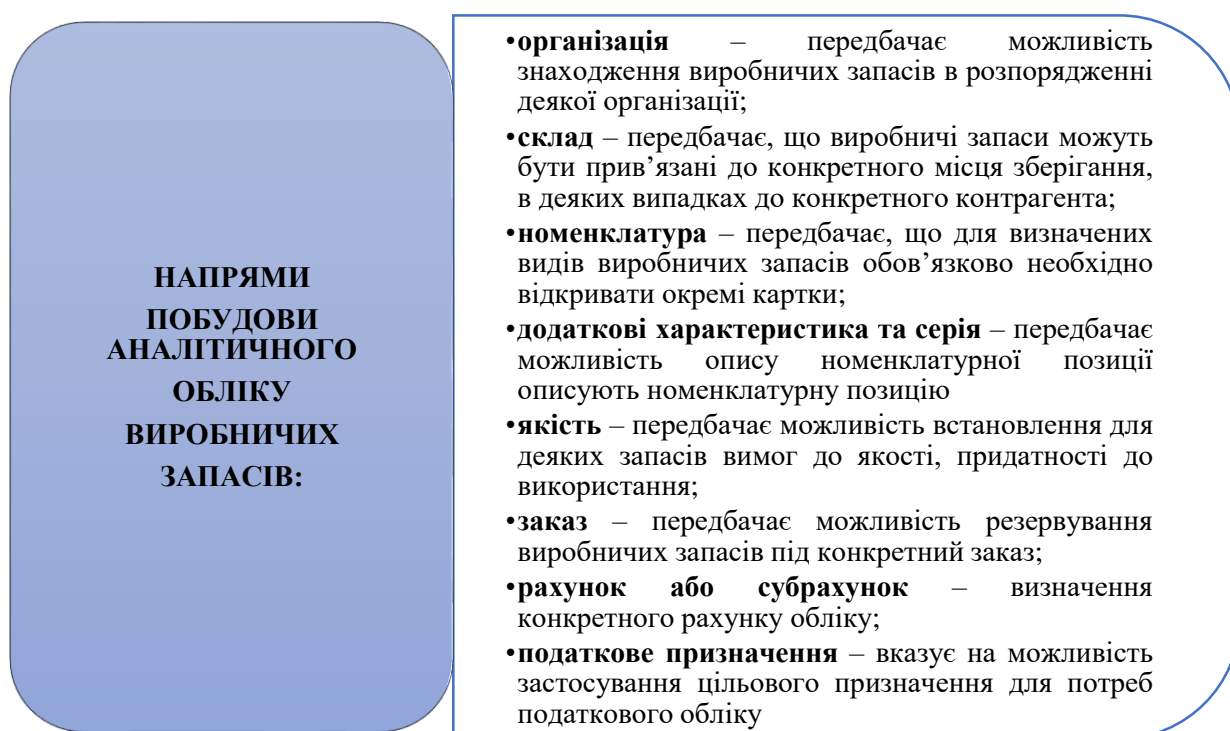 НАПРЯМИ
ПОБУДОВИ
АНАЛІТИЧНОГО
ОБЛІКУ
ВИРОБНИЧИХ
ЗАПАСІВ:
•організація – передбачає можливість
знаходження виробничих запасів в розпорядженні
деякої організації;
•склад – передбачає, що виробничі запаси можуть
бути прив’язані до конкретного місця зберігання,
в деяких випадках до конкретного контрагента;
•номенклатура – передбачає, що для визначених
видів виробничих запасів обов’язково необхідно
відкривати окремі картки;
•додаткові характеристика та серія – передбачає
можливість опису номенклатурної позиції
описують номенклатурну позицію
•якість – передбачає можливість встановлення для
деяких запасів вимог до якості, придатності до
використання;
•заказ – передбачає можливість резервування
виробничих запасів під конкретний заказ;
•рахунок або субрахунок – визначення
конкретного рахунку обліку;
•податкове призначення – вказує на можливість
застосування цільового призначення для потреб
податкового обліку